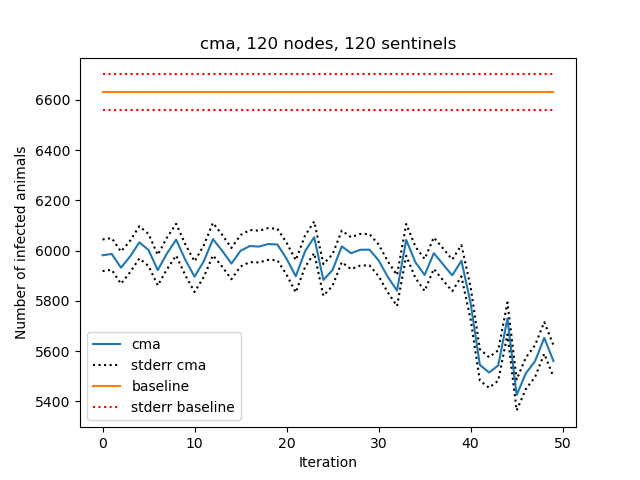 cma, 120 nodes, 120 sentinels
Number of infected animals
6600
6400
6200
6000
5800
5600
5400
cma
stderr cma
baseline
stderr baseline
0
10
20
30
40
50
Iteration